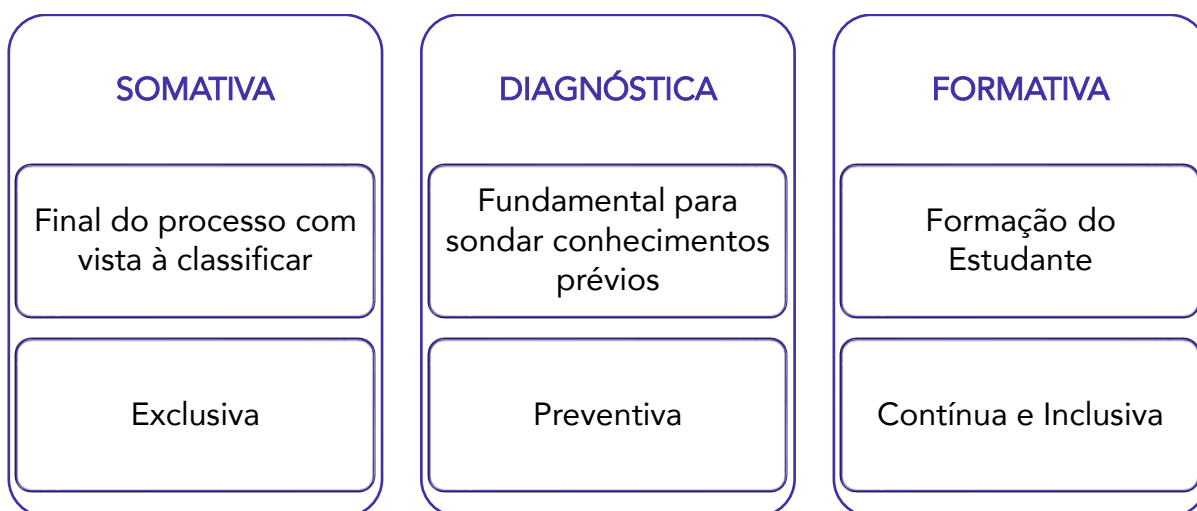 SOMATIVA
Final do processo com
vista à classificar
Exclusiva
DIAGNÓSTICA
Fundamental para
sondar conhecimentos
prévios
Preventiva
FORMATIVA
Formação do
Estudante
Contínua e Inclusiva